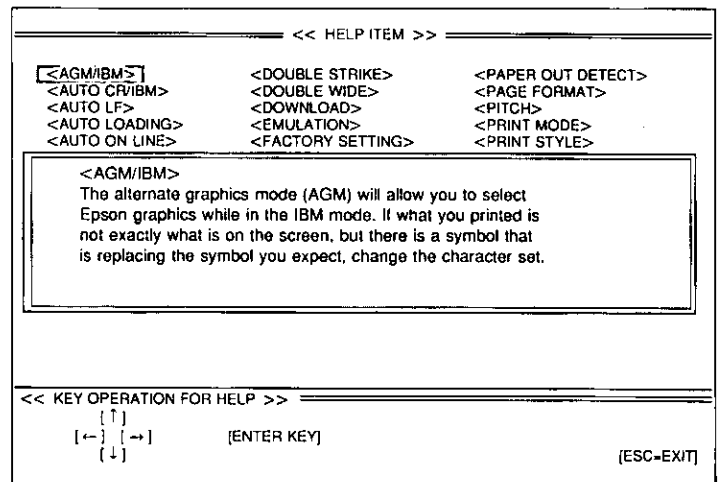 << HELP ITEM >>
<AGM/IBM> <DOUBLE STRIKE> <PAPER OUT DETECT>
<AUTO CR/IBM> <DOUBLE WIDE> <PAGE FORMAT>
<AUTO LF> <DOWNLOAD> <PITCH>
<AUTO LOADING> <EMULATION> <PRINT MODE>
<AUTO ON LINE> <FACTORY SETTING> <PRINT STYLE>
<AGM/IBM>
The alternate graphics mode (AGM) will allow you to select
Epson graphics while in the IBM mode. If what you printed is
not exactly what is on the screen, but there is a symbol that
is replacing the symbol you expect, change the character set.
<< KEY OPERATION FOR HELP >>
[↑]
[←] [→] [ENTER KEY]
[↓]
[ESC=EXIT]